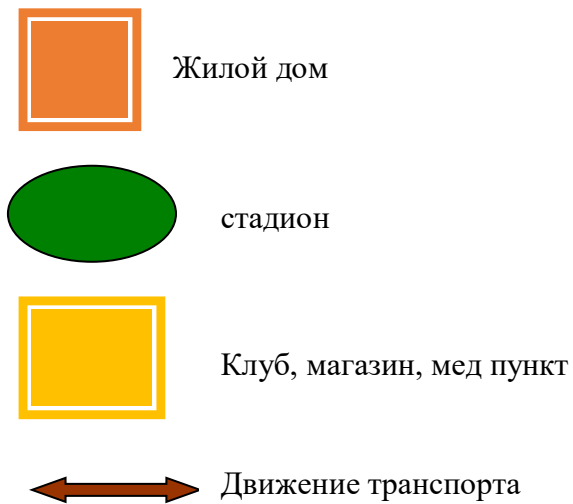 Жилой дом
стадион
Клуб, магазин, мед пункт
Движение транспорта